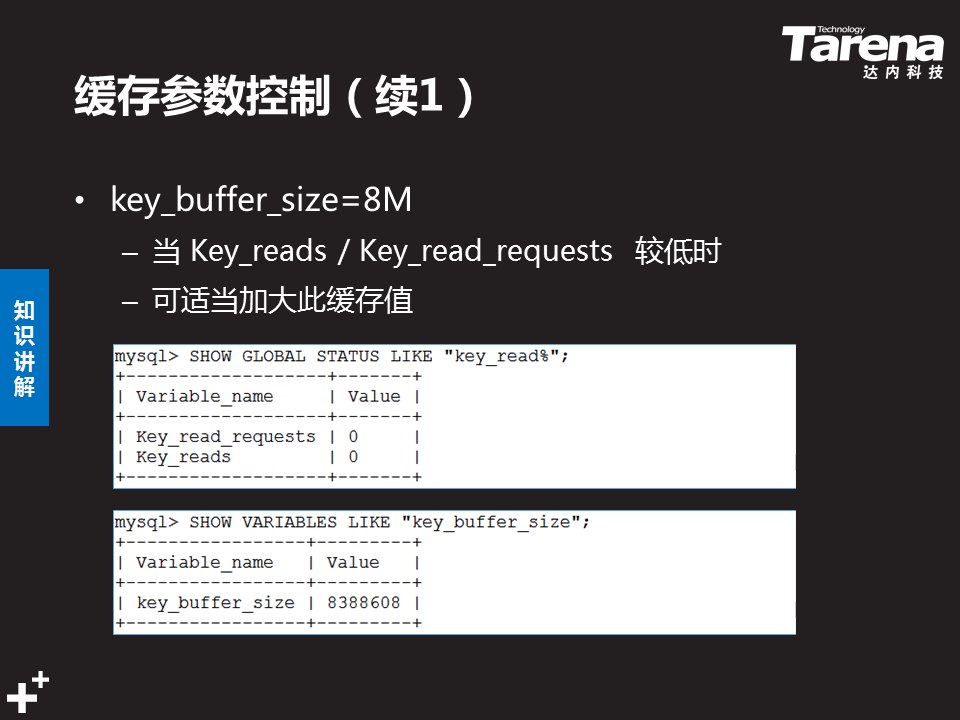 Technology
Tarena
达内科技
缓存参数控制（续1）
• key_buffer_size=8M
– 当 Key_reads / Key_read_requests 较低时
– 可适当加大此缓存值
知识讲解
mysql> SHOW GLOBAL STATUS LIKE "key_read%";
+-------------------+-------+
| Variable_name     | Value |
+-------------------+-------+
| Key_read_requests | 0     |
| Key_reads         | 0     |
+-------------------+-------+
mysql> SHOW VARIABLES LIKE "key_buffer_size";
+-----------------+---------+
| Variable_name   | Value   |
+-----------------+---------+
| key_buffer_size | 8388608 |
+-----------------+---------+